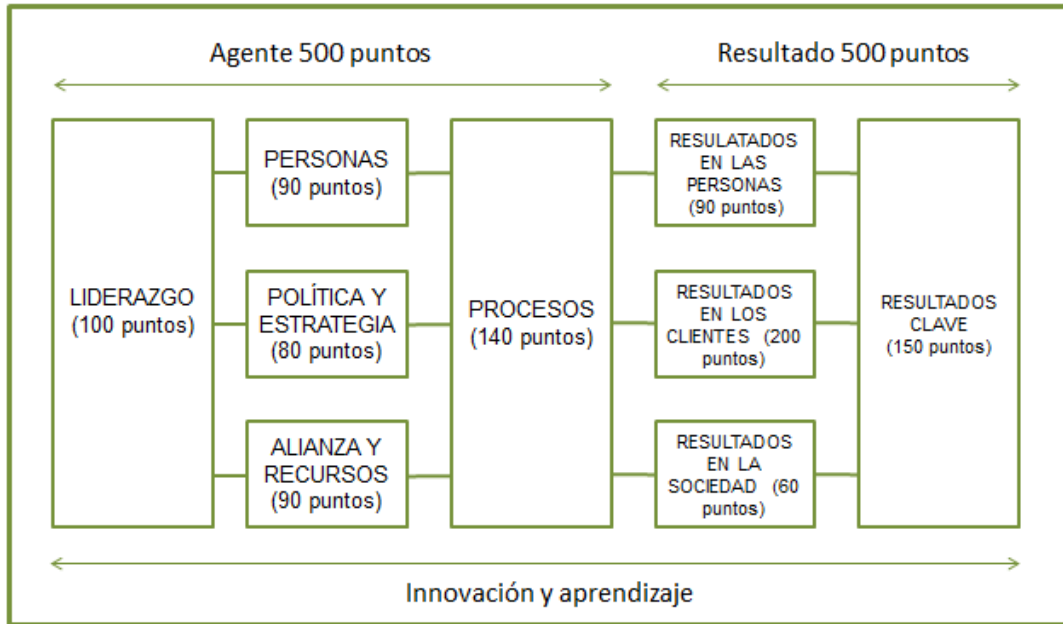 Agente 500 puntos
Resultado 500 puntos
LIDERAZGO
(100 puntos)
PERSONAS
(90 puntos)
POLÍTICA Y
ESTRATEGIA
(80 puntos)
ALIANZA Y
RECURSOS
(90 puntos)
PROCESOS
(140 puntos)
RESULATADOS
EN LAS
PERSONAS
(90 puntos)
RESULTADOS
EN LOS
CLIENTES (200
puntos)
RESULTADOS
EN LA
SOCIEDAD (60
puntos)
RESULTADOS
CLAVE
(150 puntos)
Innovación y aprendizaje